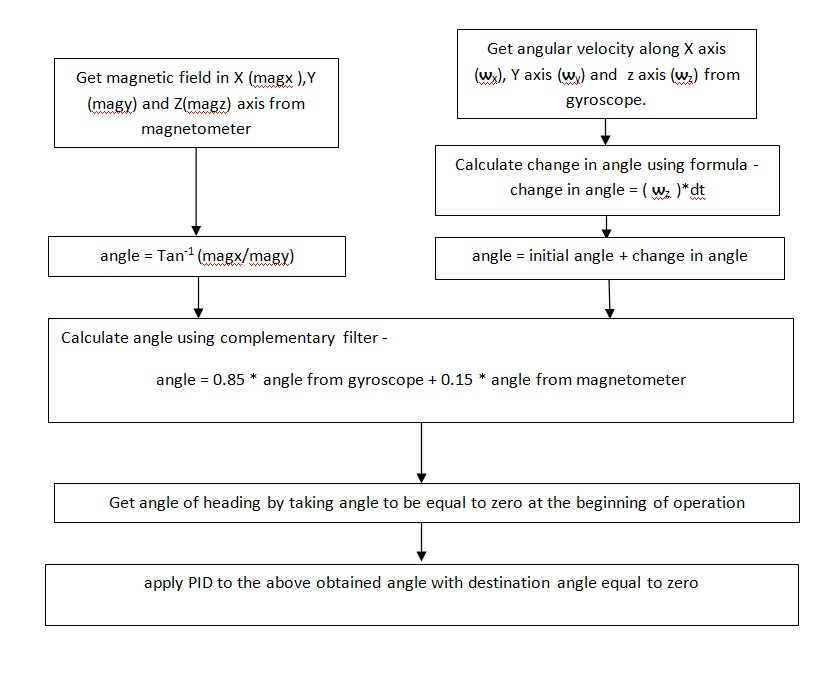 Get magnetic field in X (magx ),Y
(magy) and Z(magz) axis from
magnetometer
Get angular velocity along X axis
(wx), Y axis (wy) and z axis (wz) from
gyroscope.
Calculate change in angle using formula -
change in angle = ( wz )*dt
angle = Tan-1 (magx/magy)
angle = initial angle + change in angle
Calculate angle using complementary filter -
angle = 0.85 * angle from gyroscope + 0.15 * angle from magnetometer
Get angle of heading by taking angle to be equal to zero at the beginning of operation
apply PID to the above obtained angle with destination angle equal to zero